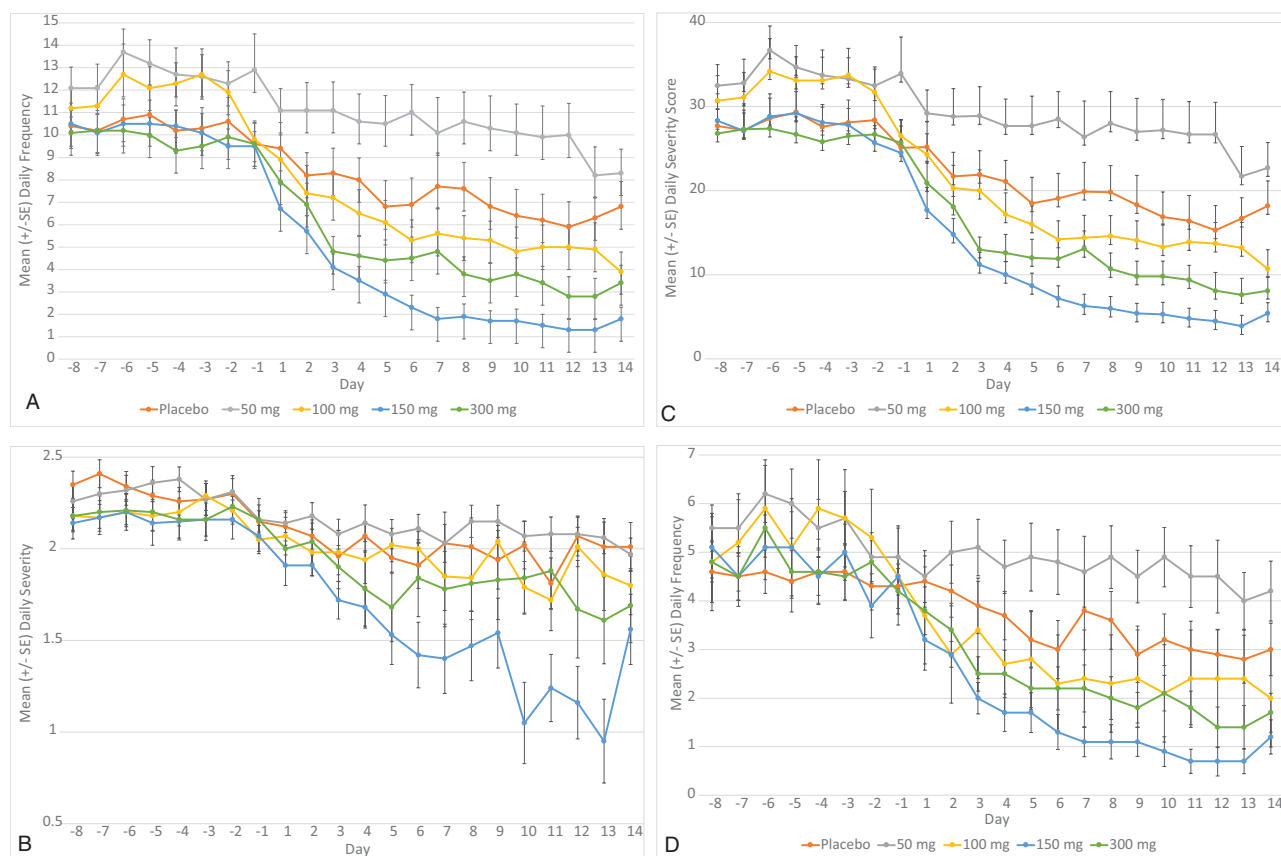 15
14
13
12
11
10
9
8
7
6
5
4
3
2
1
0
Mean (+/-SE) Daily Frequency
-8 -7 -6 -5 -4 -3 -2 -1 1 2 3 4 5 6 7 8 9 10 11 12 13 14
Day
A
Placebo 50 mg 100 mg 150 mg 300 mg
40
30
20
10
0
Mean (+/- SE) Daily Severity Score
-8 -7 -6 -5 -4 -3 -2 -1 1 2 3 4 5 6 7 8 9 10 11 12 13 14
Day
C
Placebo 50 mg 100 mg 150 mg 300 mg
2.5
2
1.5
1
0.5
Mean (+/- SE) Daily Severity
-8 -7 -6 -5 -4 -3 -2 -1 1 2 3 4 5 6 7 8 9 10 11 12 13 14
B
Day
7
6
5
4
3
2
1
0
Mean (+/- SE) Daily Frequency
-8 -7 -6 -5 -4 -3 -2 -1 1 2 3 4 5 6 7 8 9 10 11 12 13 14
Day
D
Placebo 50 mg 100 mg 150 mg 300 mg